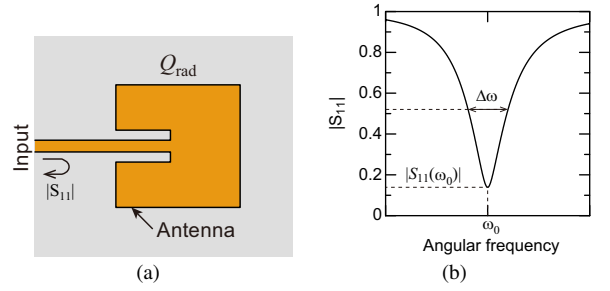 Q_rad
Input
|S₁₁|
Antenna
(a)
1
0.8
0.6
0.4
0.2
0
|S₁₁|
Δω
|S₁₁(ω₀)|
ω₀
Angular frequency
(b)